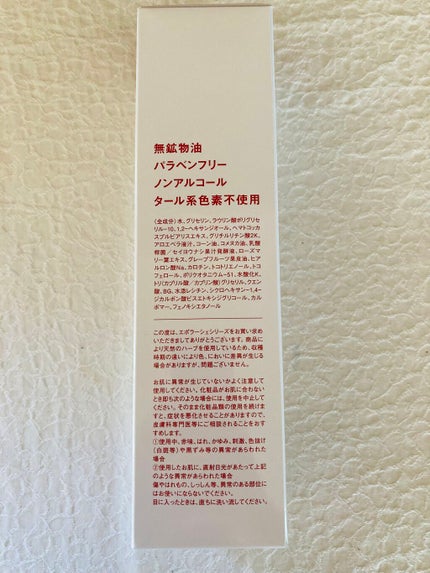 無鉱物油
パラベンフリー
ノンアルコール
タール系色素不使用
〈全成分〉水、グリセリン、ラウリン酸ポリグリセ
リル-10、1,2-ヘキサンジオール、ヘマトコッカ
スプルビアリスエキス、グリチルリチン酸2K、
アロエベラ液汁、コーン油、コメヌカ油、乳酸
桿菌／セイヨウナシ果汁発酵液、ローズマ
リー葉エキス、グレープフルーツ果皮油、ヒア
ルロン酸Na、カロチン、トコトリエノール、トコ
フェロール、ポリクオタニウム-51、水酸化K、
トリ(カプリル酸／カプリン酸)グリセリル、クエン
酸、BG、水添レシチン、シクロヘキサン-1,4-
ジカルボン酸ビスエトキシジグリコール、カル
ボマー、フェノキシエタノール
この度は、エポラーシェシリーズをお買い求め
いただきましてありがとうございます。商品
により天然のハーブを使用しているため、収穫
時期の違いにより色、においに差異が生じる
場合がありますが、問題ございません。
お肌に異常が生じていないかよく注意して
使用してください。化粧品がお肌に合わない
とき即ち次のような場合には、使用を中止して
ください。そのまま化粧品類の使用を続けます
と、症状を悪化させることがありますので、
皮膚科専門医等にご相談されることをおす
すめします。
①使用中、赤味、はれ、かゆみ、刺激、色抜け
（白斑等）や黒ずみ等の異常があらわれた
場合
②使用したお肌に、直射日光があたって上記
のような異常があらわれた場合
傷やはれもの、しっしん等、異常のある部位に
はお使いにならないでください。
目に入ったときは、直ちに洗い流してください。